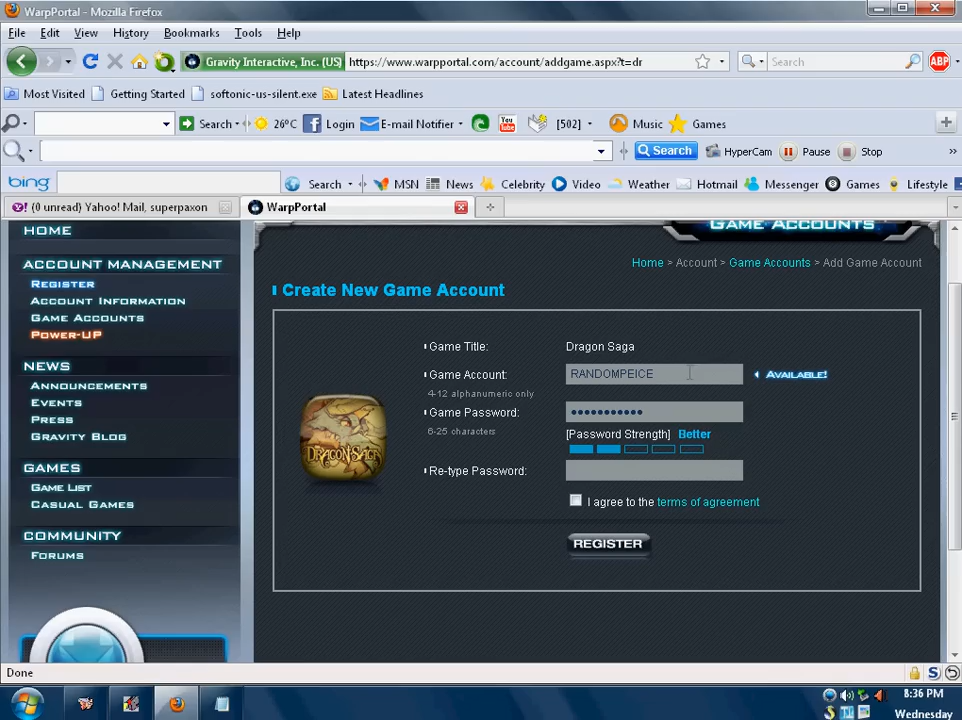 WarpPortal - Mozilla Firefox
File Edit View History Bookmarks Tools Help
Gravity Interactive, Inc. (US) https://www.warpportal.com/account/addgame.aspx?t=dr Search ABP
Most Visited Getting Started softonic-us-silent.exe Latest Headlines
Search 26°C Login E-mail Notifier You Tube [502] Music Games
Search HyperCam Pause Stop »
bing Search MSN News Celebrity Video Weather Hotmail Messenger Games Lifestyle
(0 unread) Yahoo! Mail, superpaxon WarpPortal
HOME
GAME ACCOUNTS
ACCOUNT MANAGEMENT
Home > Account > Game Accounts > Add Game Account
REGISTER
ACCOUNT INFORMATION
GAME ACCOUNTS
POWER-UP
NEWS
ANNOUNCEMENTS
EVENTS
PRESS
GRAVITY BLOG
GAMES
GAME LIST
CASUAL GAMES
COMMUNITY
FORUMS
Create New Game Account
Game Title: Dragon Saga
Game Account: RANDOMPEICE AVAILABLE!
4-12 alphanumeric only
Game Password: •••••••••••
6-25 characters
[Password Strength] Better
DRAGON SAGA
Re-type Password:
I agree to the terms of agreement
REGISTER
Done
8:36 PM
Wednesday